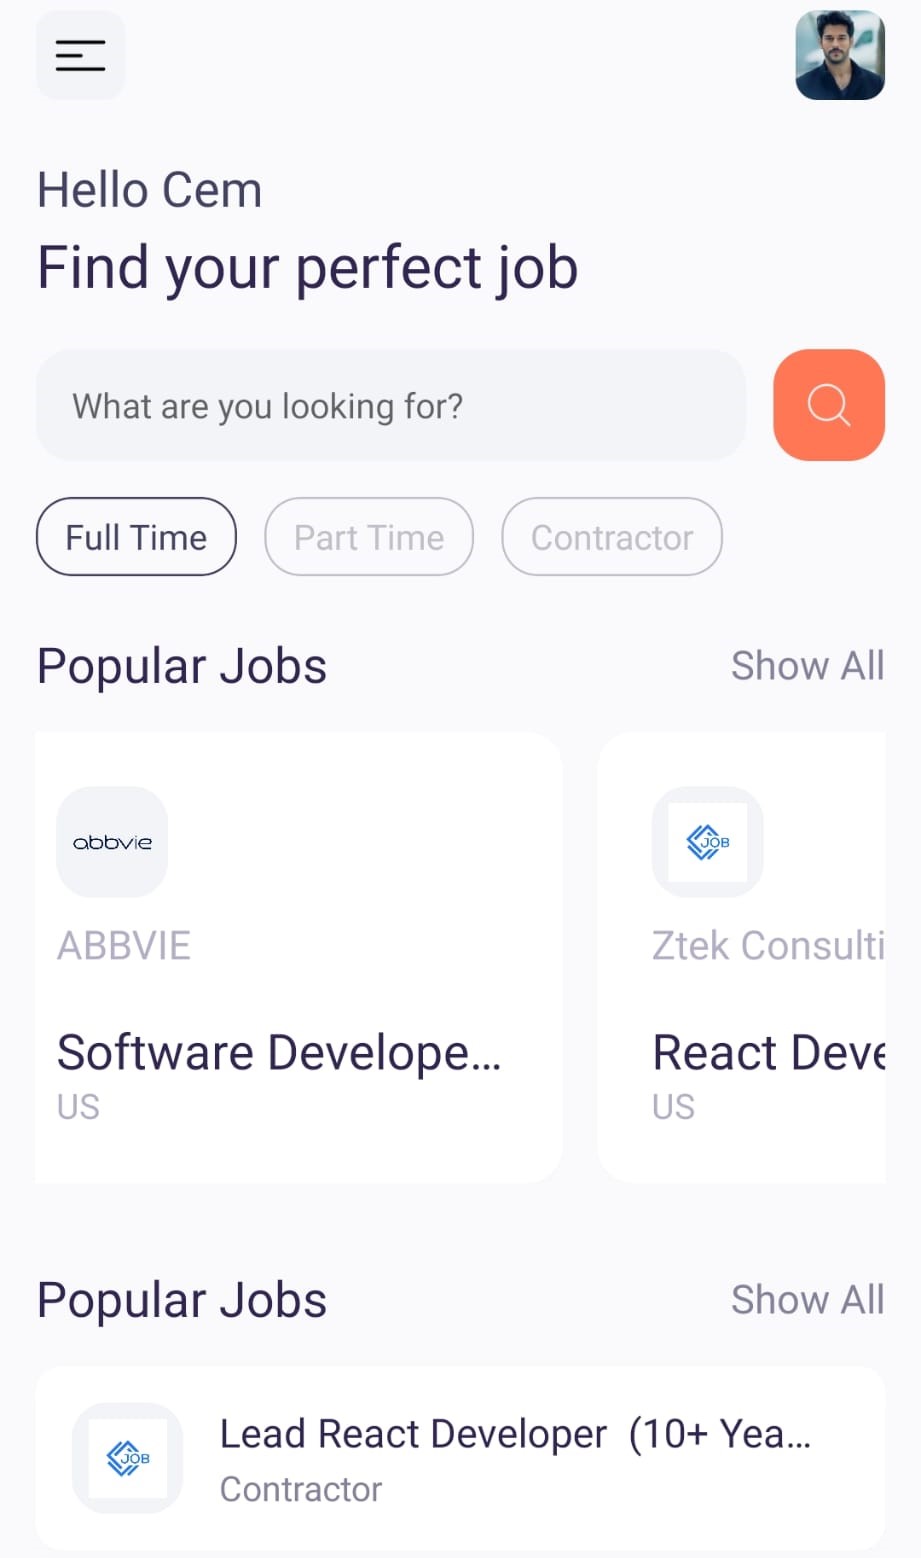 Hello Cem
Find your perfect job
What are you looking for?
Full Time Part Time Contractor
Popular Jobs Show All
abbvie
JOB
ABBVIE
Ztek Consulti
Software Develope...
React Deve
US
US
Popular Jobs Show All
JOB
Lead React Developer (10+ Yea...
Contractor